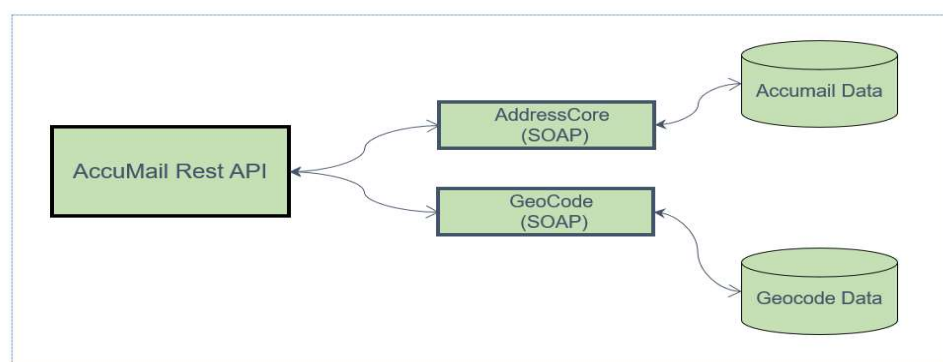 AccuMail Rest API
AddressCore
(SOAP)
GeoCode
(SOAP)
Accumail Data
Geocode Data